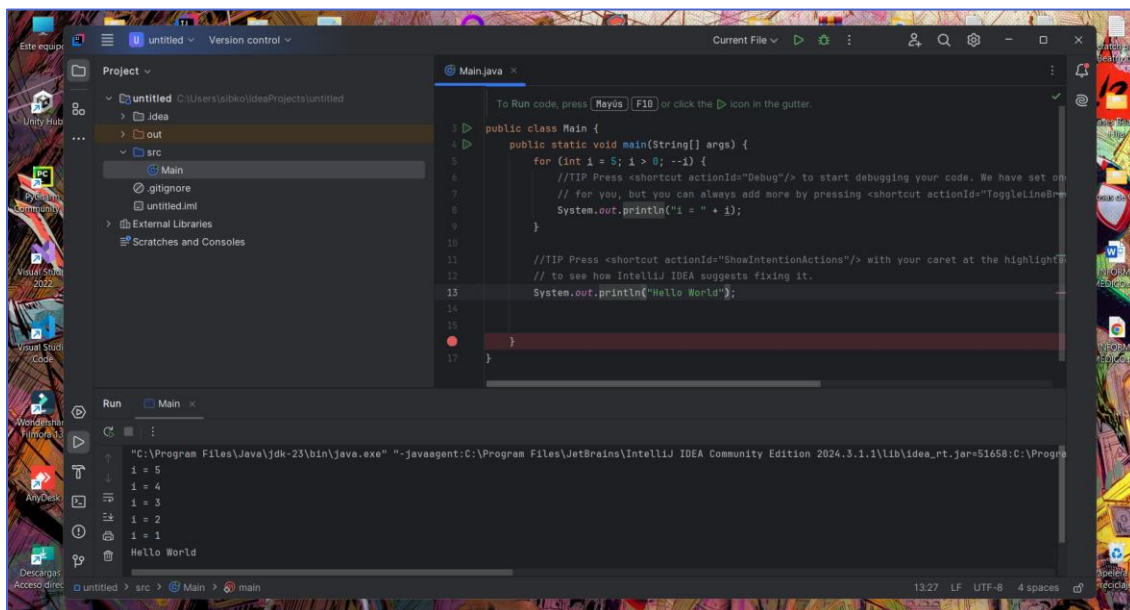 Este equipo
Unity Hub
PyCharm
Community
Visual Studio
2022
Visual Studio
Code
Wondershare
Filmora 13
AnyDesk
Descargas
Acceso direc
untitled
Version control
Current File
Project
untitled C:\Users\sibko\IdeaProjects\untitled
.idea
out
src
Main
.gitignore
untitled.iml
External Libraries
Scratches and Consoles
Main.java
To Run code, press Mayús F10 or click the icon in the gutter.
3 public class Main {
4 public static void main(String[] args) {
5 for (int i = 5; i > 0; --i) {
6 //TIP Press <shortcut actionId="Debug"/> to start debugging your code. We have set one
7 // for you, but you can always add more by pressing <shortcut actionId="ToggleLineBre
8 System.out.println("i = " + i);
9 }
10
11 //TIP Press <shortcut actionId="ShowIntentionActions"/> with your caret at the highlighted
12 // to see how IntelliJ IDEA suggests fixing it.
13 System.out.println("Hello World");
14
15
}
17 }
Run
Main
"C:\Program Files\Java\jdk-23\bin\java.exe" "-javaagent:C:\Program Files\JetBrains\IntelliJ IDEA Community Edition 2024.3.1.1\lib\idea_rt.jar=51658:C:\Progra
i = 5
i = 4
i = 3
i = 2
i = 1
Hello World
untitled > src > Main > main
13:27 LF UTF-8 4 spaces